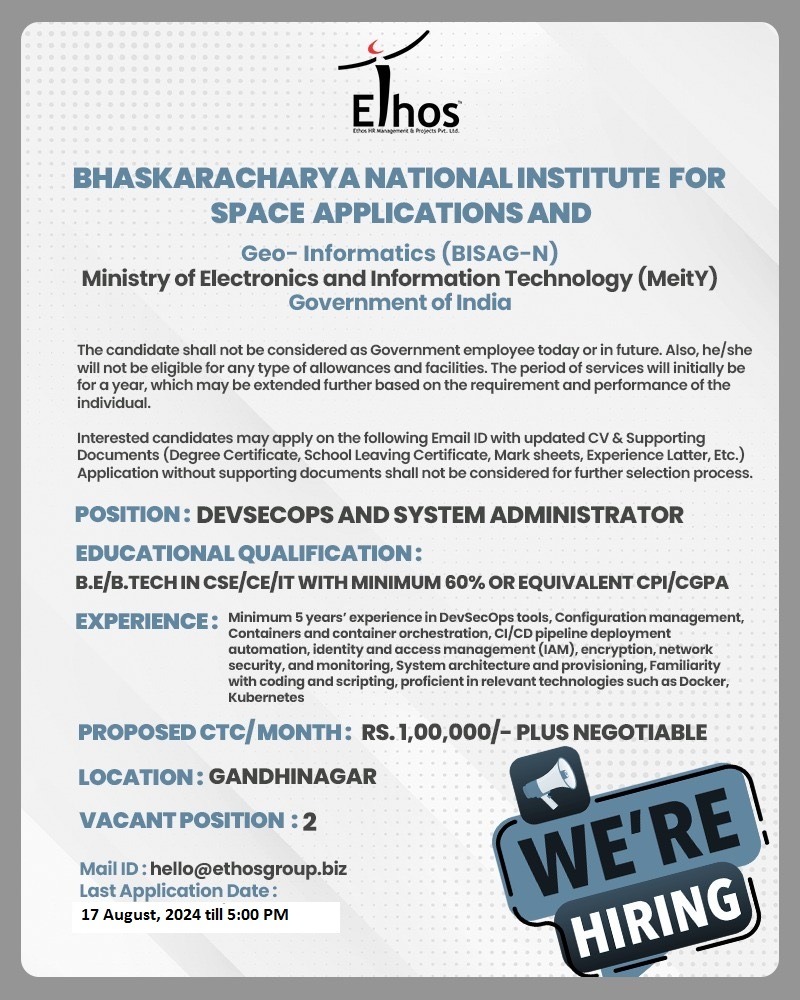 Ethos
Ethos HR Management & Projects Pvt. Ltd.
BHASKARACHARYA NATIONAL INSTITUTE FOR
SPACE APPLICATIONS AND
Geo- Informatics (BISAG-N)
Ministry of Electronics and Information Technology (MeitY)
Government of India
The candidate shall not be considered as Government employee today or in future. Also, he/she
will not be eligible for any type of allowances and facilities. The period of services will initially be
for a year, which may be extended further based on the requirement and performance of the
individual.
Interested candidates may apply on the following Email ID with updated CV & Supporting
Documents (Degree Certificate, School Leaving Certificate, Mark sheets, Experience Latter, Etc.)
Application without supporting documents shall not be considered for further selection process.
POSITION : DEVSECOPS AND SYSTEM ADMINISTRATOR
EDUCATIONAL QUALIFICATION :
B.E/B.TECH IN CSE/CE/IT WITH MINIMUM 60% OR EQUIVALENT CPI/CGPA
EXPERIENCE : Minimum 5 years' experience in DevSecOps tools, Configuration management,
Containers and container orchestration, CI/CD pipeline deployment
automation, identity and access management (IAM), encryption, network
security, and monitoring, System architecture and provisioning, Familiarity
with coding and scripting, proficient in relevant technologies such as Docker,
Kubernetes
PROPOSED CTC/MONTH : RS. 1,00,000/- PLUS NEGOTIABLE
LOCATION : GANDHINAGAR
VACANT POSITION : 2
Mail ID : hello@ethosgroup.biz
Last Application Date :
17 August, 2024 till 5:00 PM
WE'RE
HIRING